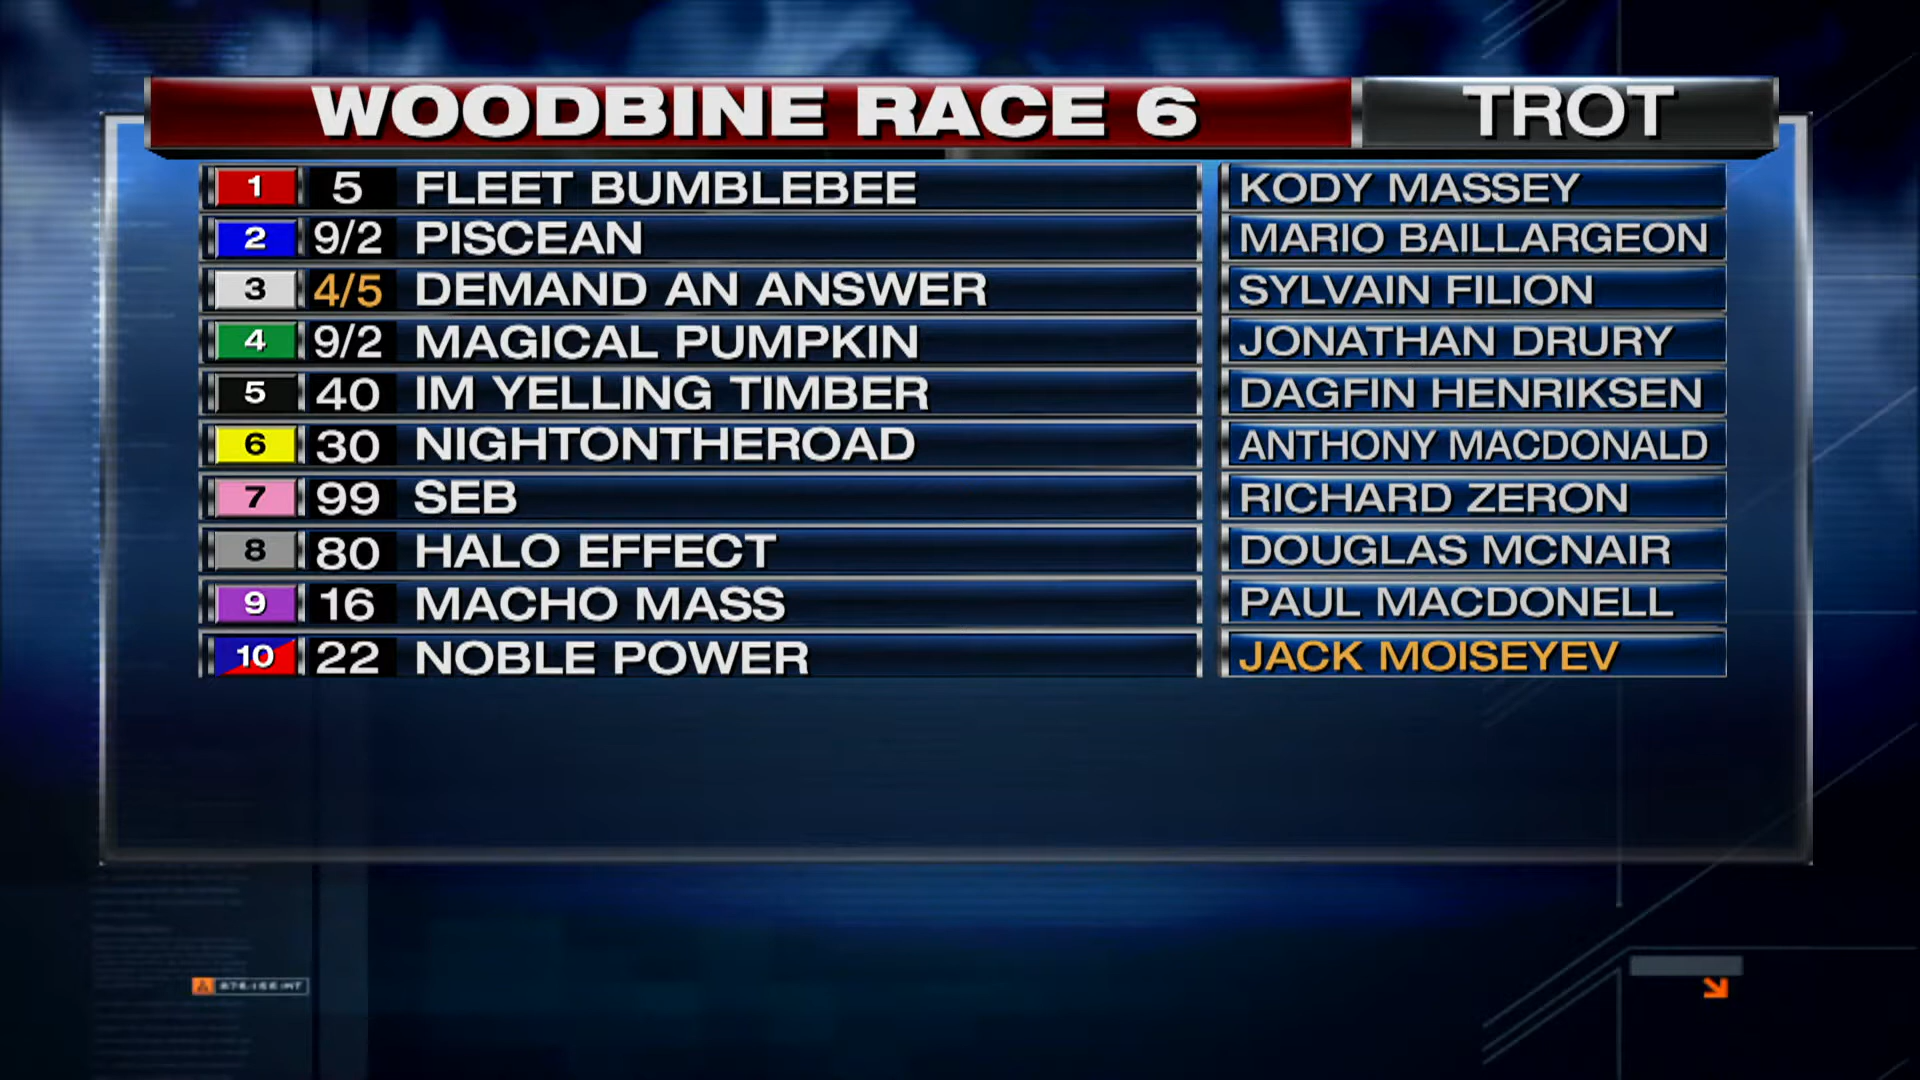 WOODBINE RACE 6 TROT
1 5 FLEET BUMBLEBEE KODY MASSEY
2 9/2 PISCEAN MARIO BAILLARGEON
3 4/5 DEMAND AN ANSWER SYLVAIN FILION
4 9/2 MAGICAL PUMPKIN JONATHAN DRURY
5 40 IM YELLING TIMBER DAGFIN HENRIKSEN
6 30 NIGHTONTHEROAD ANTHONY MACDONALD
7 99 SEB RICHARD ZERON
8 80 HALO EFFECT DOUGLAS MCNAIR
9 16 MACHO MASS PAUL MACDONELL
10 22 NOBLE POWER JACK MOISEYEV